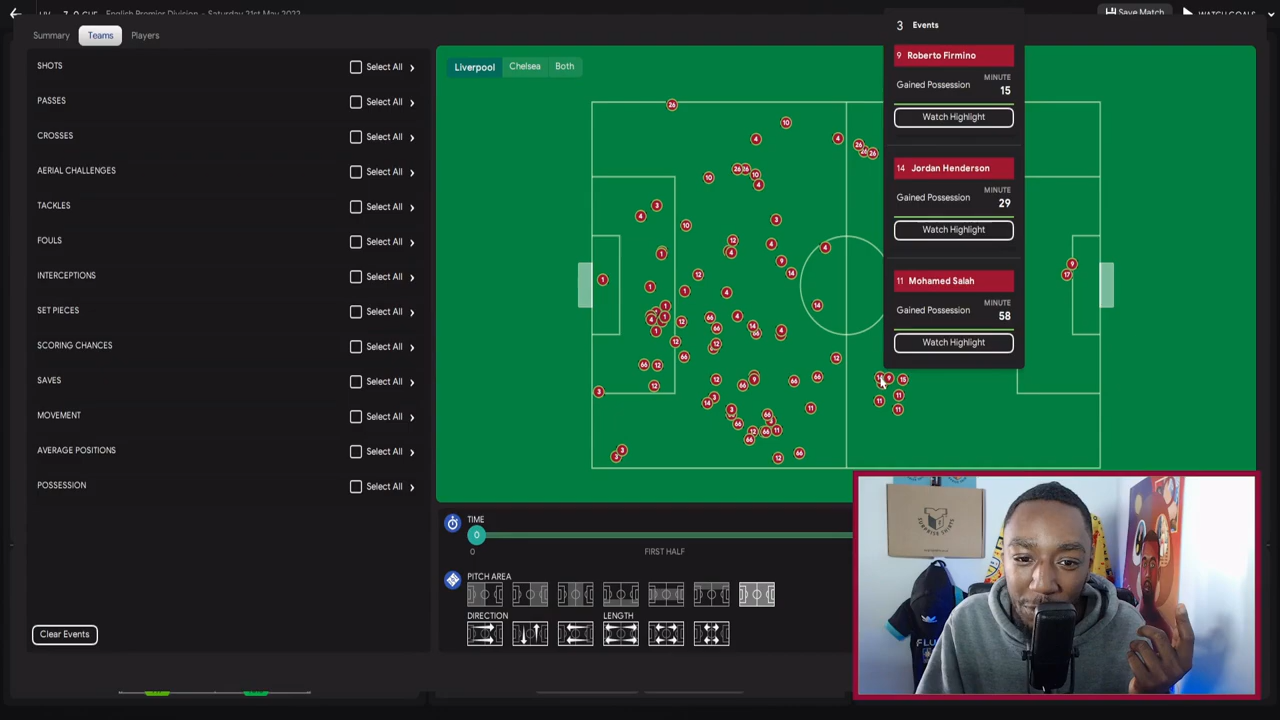 English Premier Division - Saturday 21st May 2022
Save Match
WATCH GOALS
Summary
Teams
Players
SHOTS
Select All
PASSES
Select All
CROSSES
Select All
AERIAL CHALLENGES
Select All
TACKLES
Select All
FOULS
Select All
INTERCEPTIONS
Select All
SET PIECES
Select All
SCORING CHANCES
Select All
SAVES
Select All
MOVEMENT
Select All
AVERAGE POSITIONS
Select All
POSSESSION
Select All
Clear Events
Liverpool
Chelsea
Both
3 Events
9 Roberto Firmino
MINUTE
Gained Possession
15
Watch Highlight
14 Jordan Henderson
MINUTE
Gained Possession
29
Watch Highlight
11 Mohamed Salah
MINUTE
Gained Possession
58
Watch Highlight
TIME
0
0
FIRST HALF
PITCH AREA
DIRECTION
LENGTH
SURPRISE SHIRTS